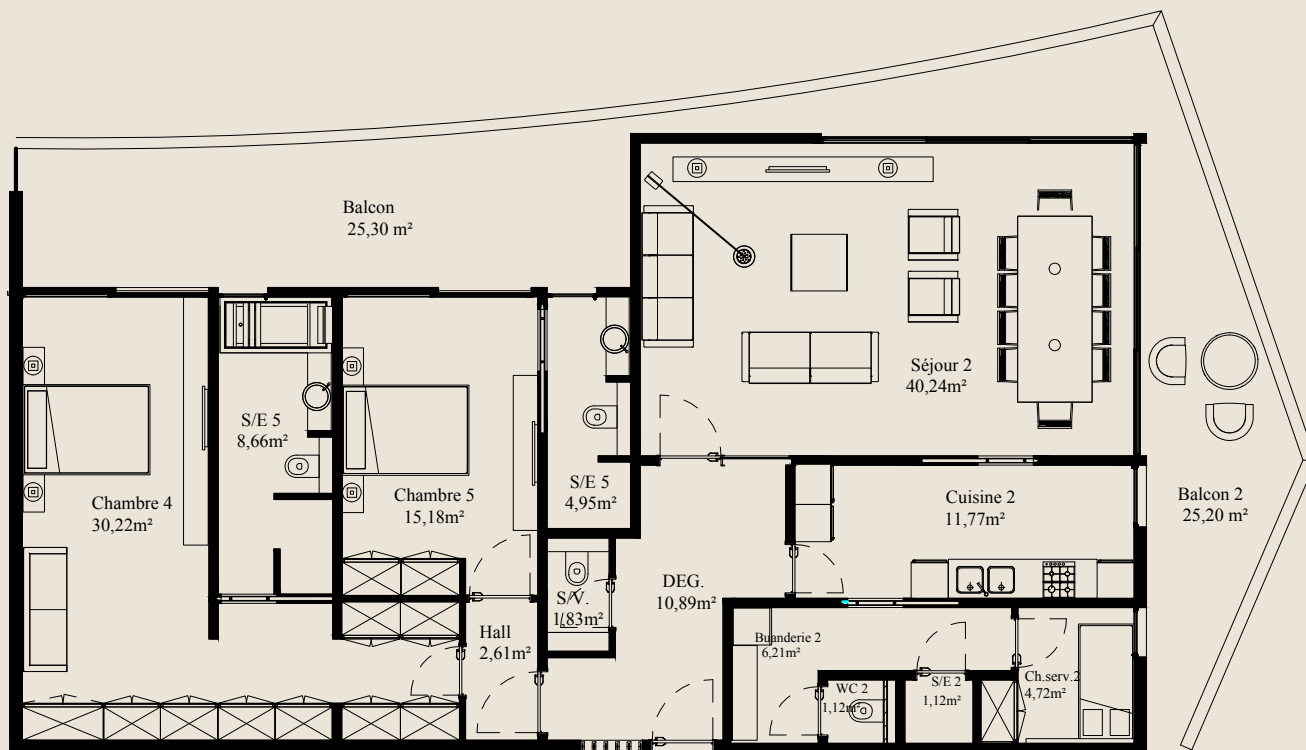 Balcon
25,30 m²
Séjour 2
40,24m²
S/E 5
8,66m²
Chambre 4
30,22m²
Chambre 5
15,18m²
S/E 5
4,95m²
Cuisine 2
11,77m²
Balcon 2
25,20 m²
DEG.
10,89m²
S/V.
1,83m²
Hall
2,61m²
Buanderie 2
6,21m²
WC 2
1,12m²
S/E 2
1,12m²
Ch.serv.2
4,72m²